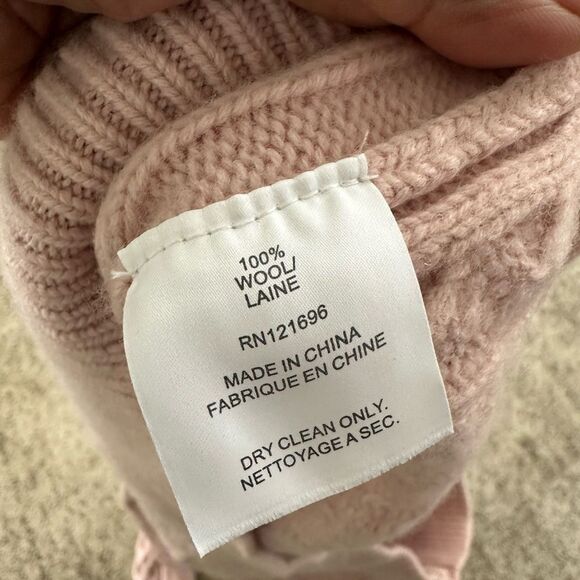 100%
WOOL/
LAINE
RN121696
MADE IN CHINA
FABRIQUE EN CHINE
DRY CLEAN ONLY.
NETTOYAGE A SEC.